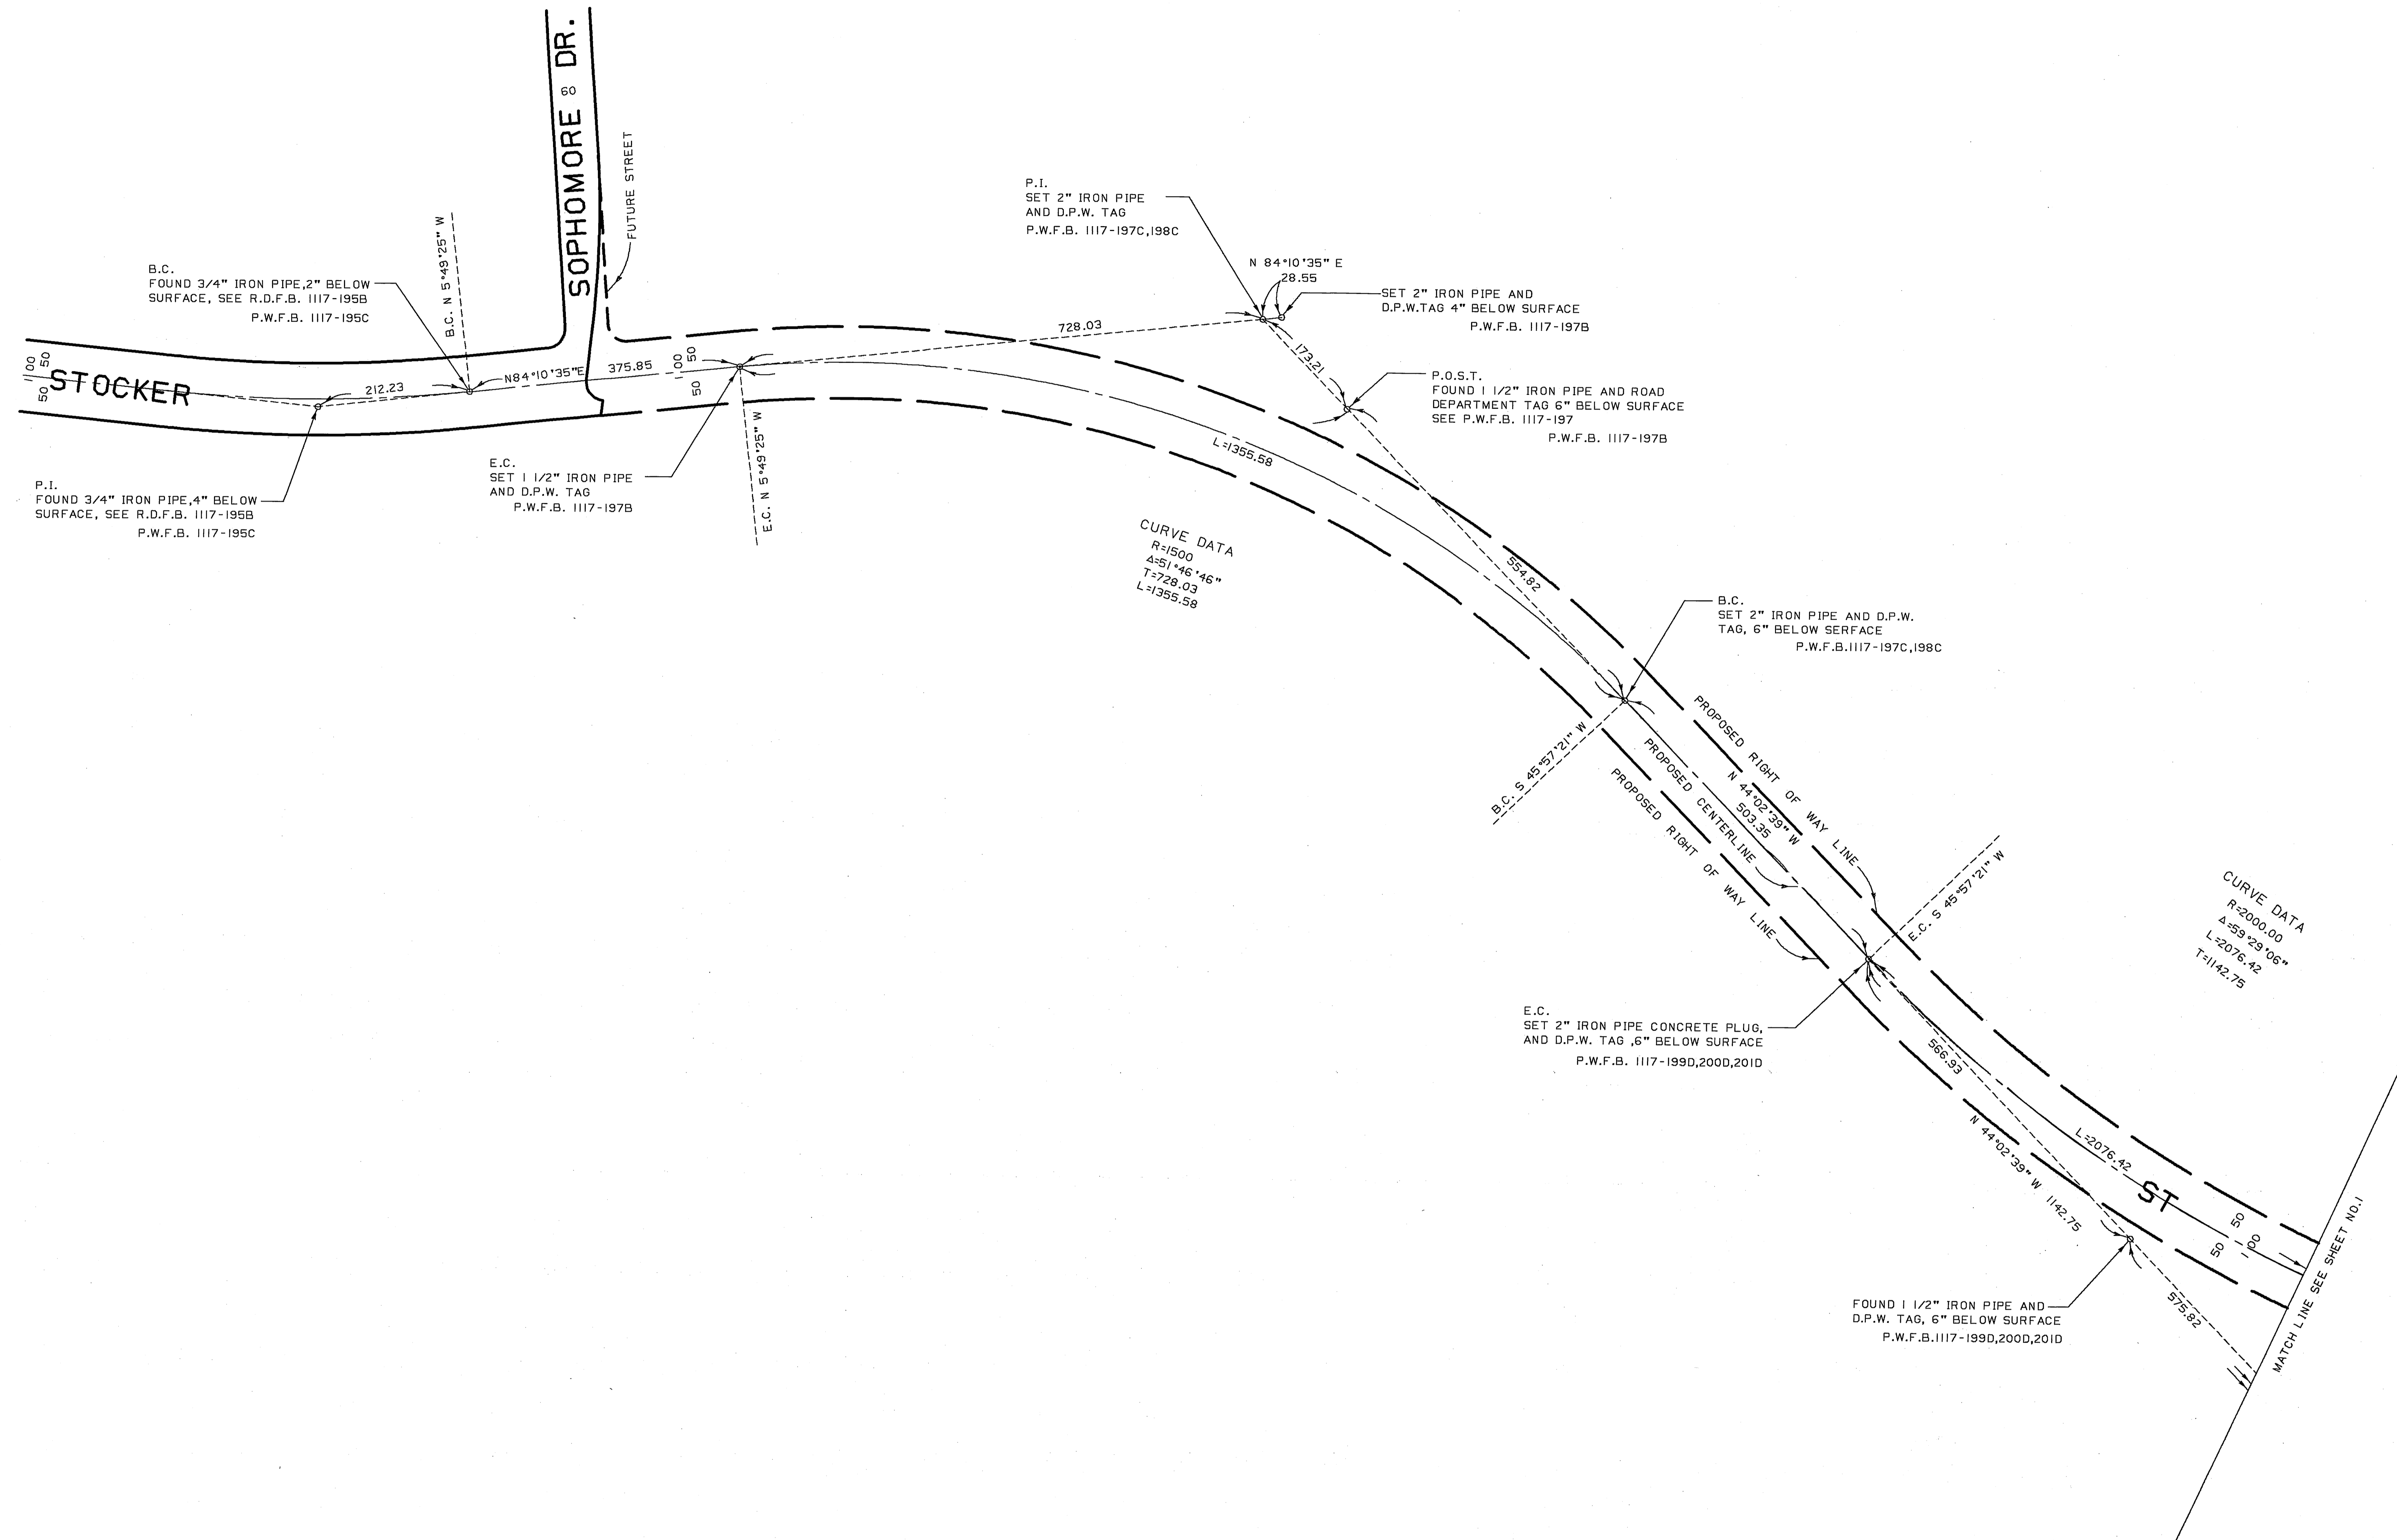 SOPHOMORE DR.
60
FUTURE STREET
B.C.
FOUND 3/4" IRON PIPE,2" BELOW
SURFACE, SEE R.D.F.B. 1117-195B
P.W.F.B. 1117-195C
B.C. N 5°49'25" W
P.I.
SET 2" IRON PIPE
AND D.P.W. TAG
P.W.F.B. 1117-197C,198C
N 84°10'35" E
28.55
SET 2" IRON PIPE AND
D.P.W.TAG 4" BELOW SURFACE
P.W.F.B. 1117-197B
728.03
173.21
P.O.S.T.
FOUND 1 1/2" IRON PIPE AND ROAD
DEPARTMENT TAG 6" BELOW SURFACE
SEE P.W.F.B. 1117-197
P.W.F.B. 1117-197B
100
50
50
STOCKER
212.23
N84°10'35"E
375.85
100
50
50
P.I.
FOUND 3/4" IRON PIPE,4" BELOW
SURFACE, SEE R.D.F.B. 1117-195B
P.W.F.B. 1117-195C
E.C.
SET 1 1/2" IRON PIPE
AND D.P.W. TAG
P.W.F.B. 1117-197B
E.C. N 5°49'25" W
L=1355.58
CURVE DATA
R=1500
Δ=51°46'46"
T=728.03
L=1355.58
554.82
B.C.
SET 2" IRON PIPE AND D.P.W.
TAG, 6" BELOW SERFACE
P.W.F.B.1117-197C,198C
B.C. S 45°57'21" W
PROPOSED RIGHT OF WAY LINE
N 44°02'39" W
503.35
PROPOSED CENTERLINE
PROPOSED RIGHT OF WAY LINE
E.C. S 45°57'21" W
CURVE DATA
R=2000.00
Δ=59°29'06"
L=2076.42
T=1142.75
E.C.
SET 2" IRON PIPE CONCRETE PLUG,
AND D.P.W. TAG ,6" BELOW SURFACE
P.W.F.B. 1117-199D,200D,201D
566.93
N 44°02'39" W 1142.75
L=2076.42
ST
50
50
100
FOUND 1 1/2" IRON PIPE AND
D.P.W. TAG, 6" BELOW SURFACE
P.W.F.B.1117-199D,200D,201D
575.82
MATCH LINE SEE SHEET NO.1